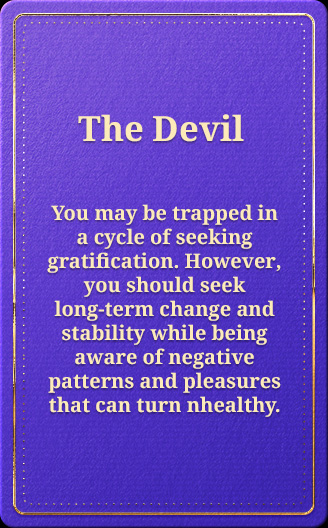 The Devil
You may be trapped in
a cycle of seeking
gratification. However,
you should seek
long-term change and
stability while being
aware of negative
patterns and pleasures
that can turn nhealthy.